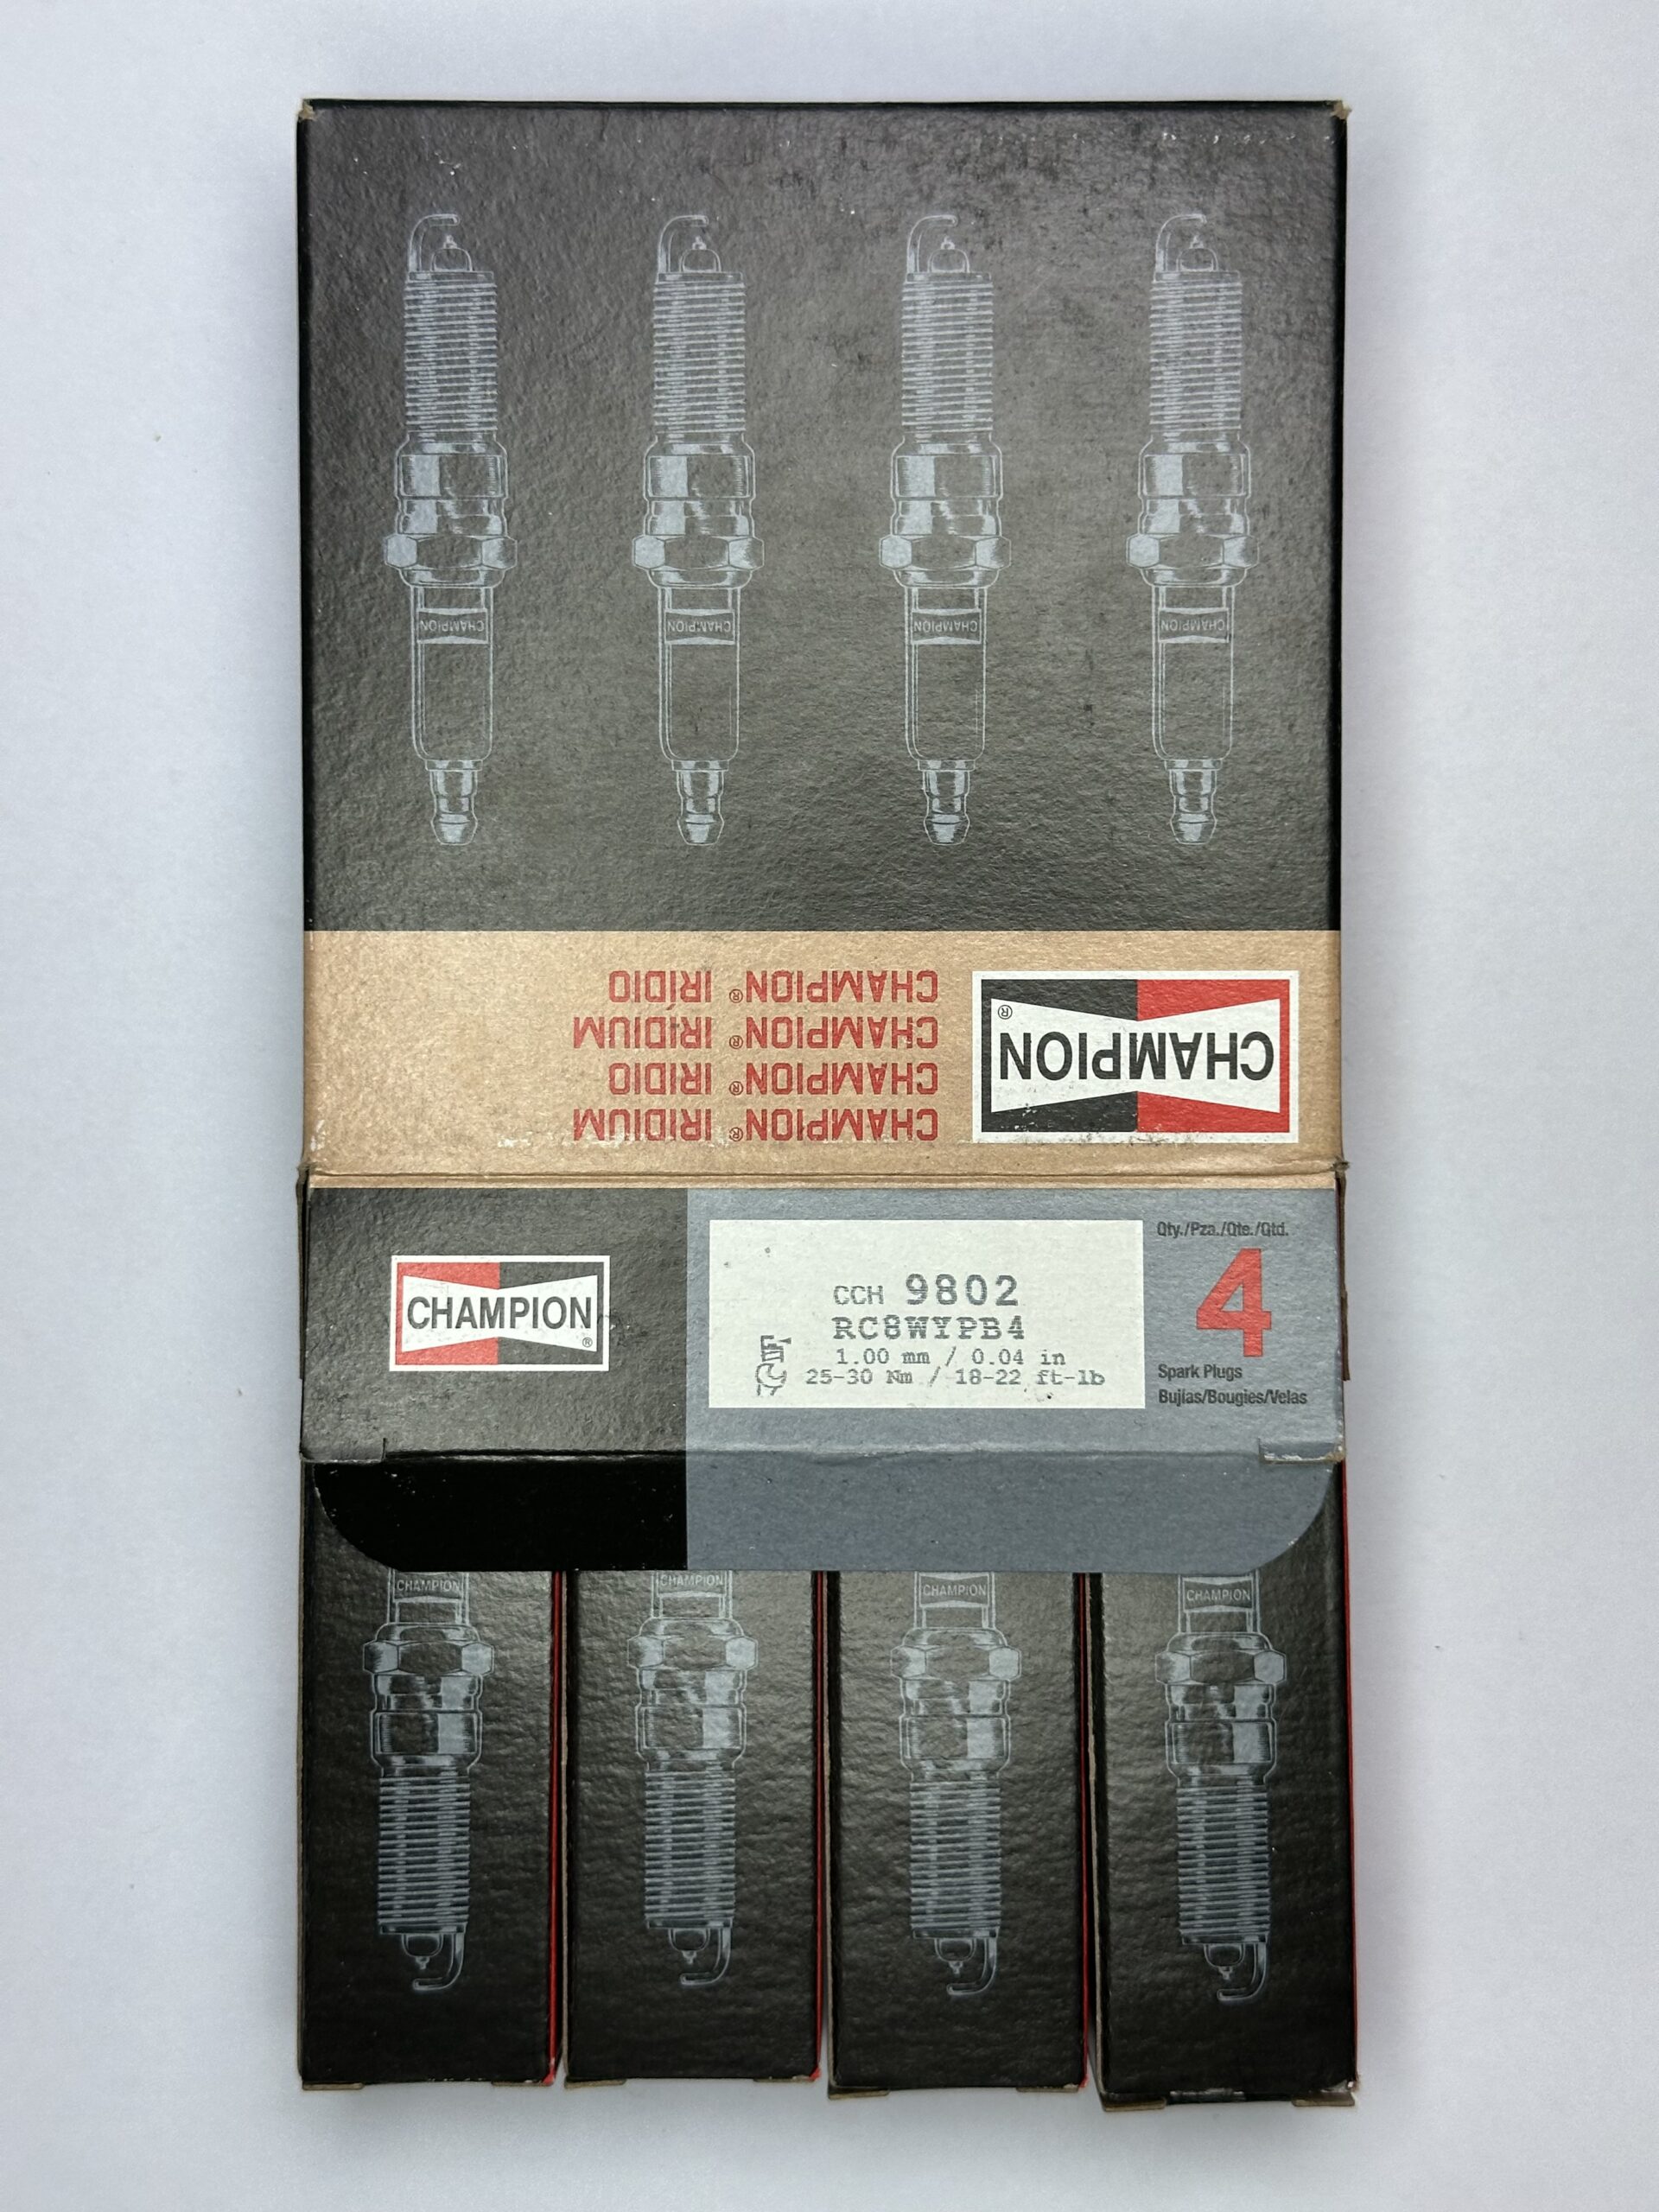 CHAMPION
CHAMPION
CHAMPION
CHAMPION
CHAMPION®
CHAMPION® IRIDIUM
CHAMPION® IRIDIO
CHAMPION® IRIDIUM
CHAMPION® IRÍDIO
CHAMPION®
CCH 9802
RC8WYPB4
1.00 mm / 0.04 in
25-30 Nm / 18-22 ft-lb
Qty./Pza./Qte./Qtd.
4
Spark Plugs
Bujías/Bougies/Velas
CHAMPION
CHAMPION
CHAMPION
CHAMPION